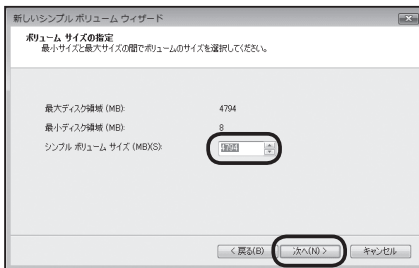 新しいシンプル ボリューム ウィザード
ボリューム サイズの指定
最小サイズと最大サイズの間でボリュームのサイズを選択してください。
最大ディスク領域 (MB): 4794
最小ディスク領域 (MB): 8
シンプル ボリューム サイズ (MB)(S): 4794
< 戻る(B) 次へ(N) > キャンセル